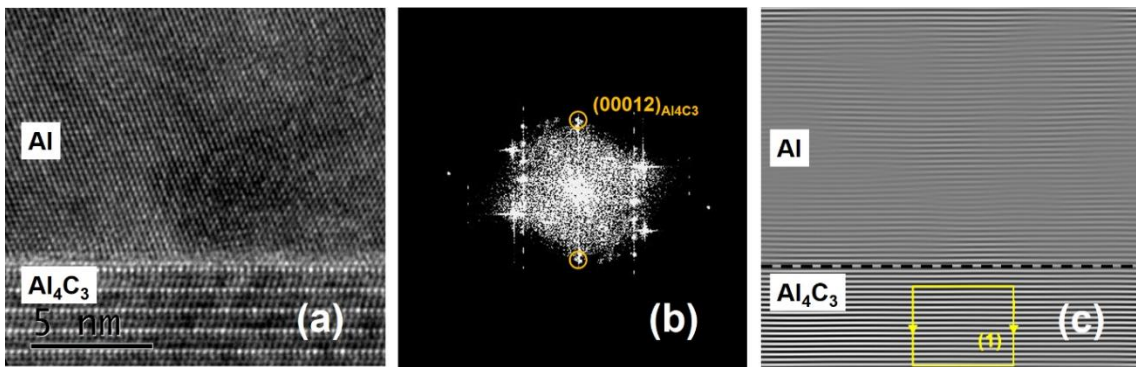 Al
Al₄C₃
5 nm
(a)
(00012)Al4C3
(b)
Al
Al₄C₃
(1)
(c)